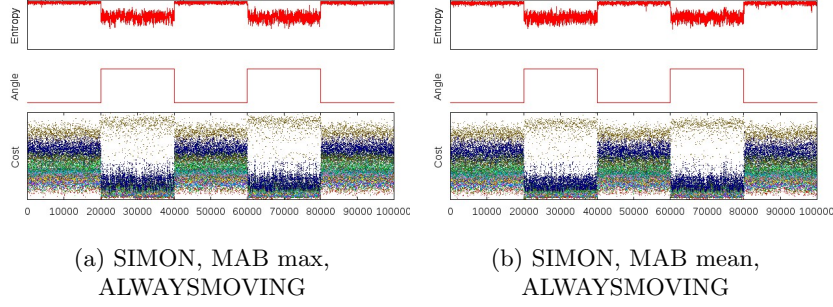 Entropy
Angle
Cost
0 10000 20000 30000 40000 50000 60000 70000 80000 90000 100000
(a) SIMON, MAB max,
ALWAYSMOVING
Entropy
Angle
Cost
0 10000 20000 30000 40000 50000 60000 70000 80000 90000 100000
(b) SIMON, MAB mean,
ALWAYSMOVING